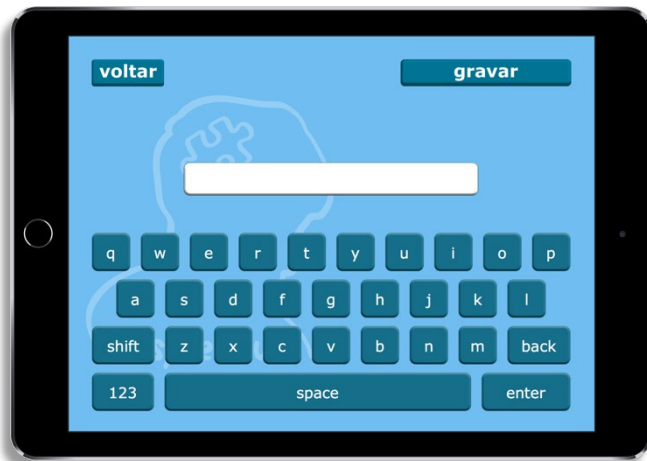 voltar gravar
q w e r t y u i o p
a s d f g h j k l
shift z x c v b n m back
123 space enter